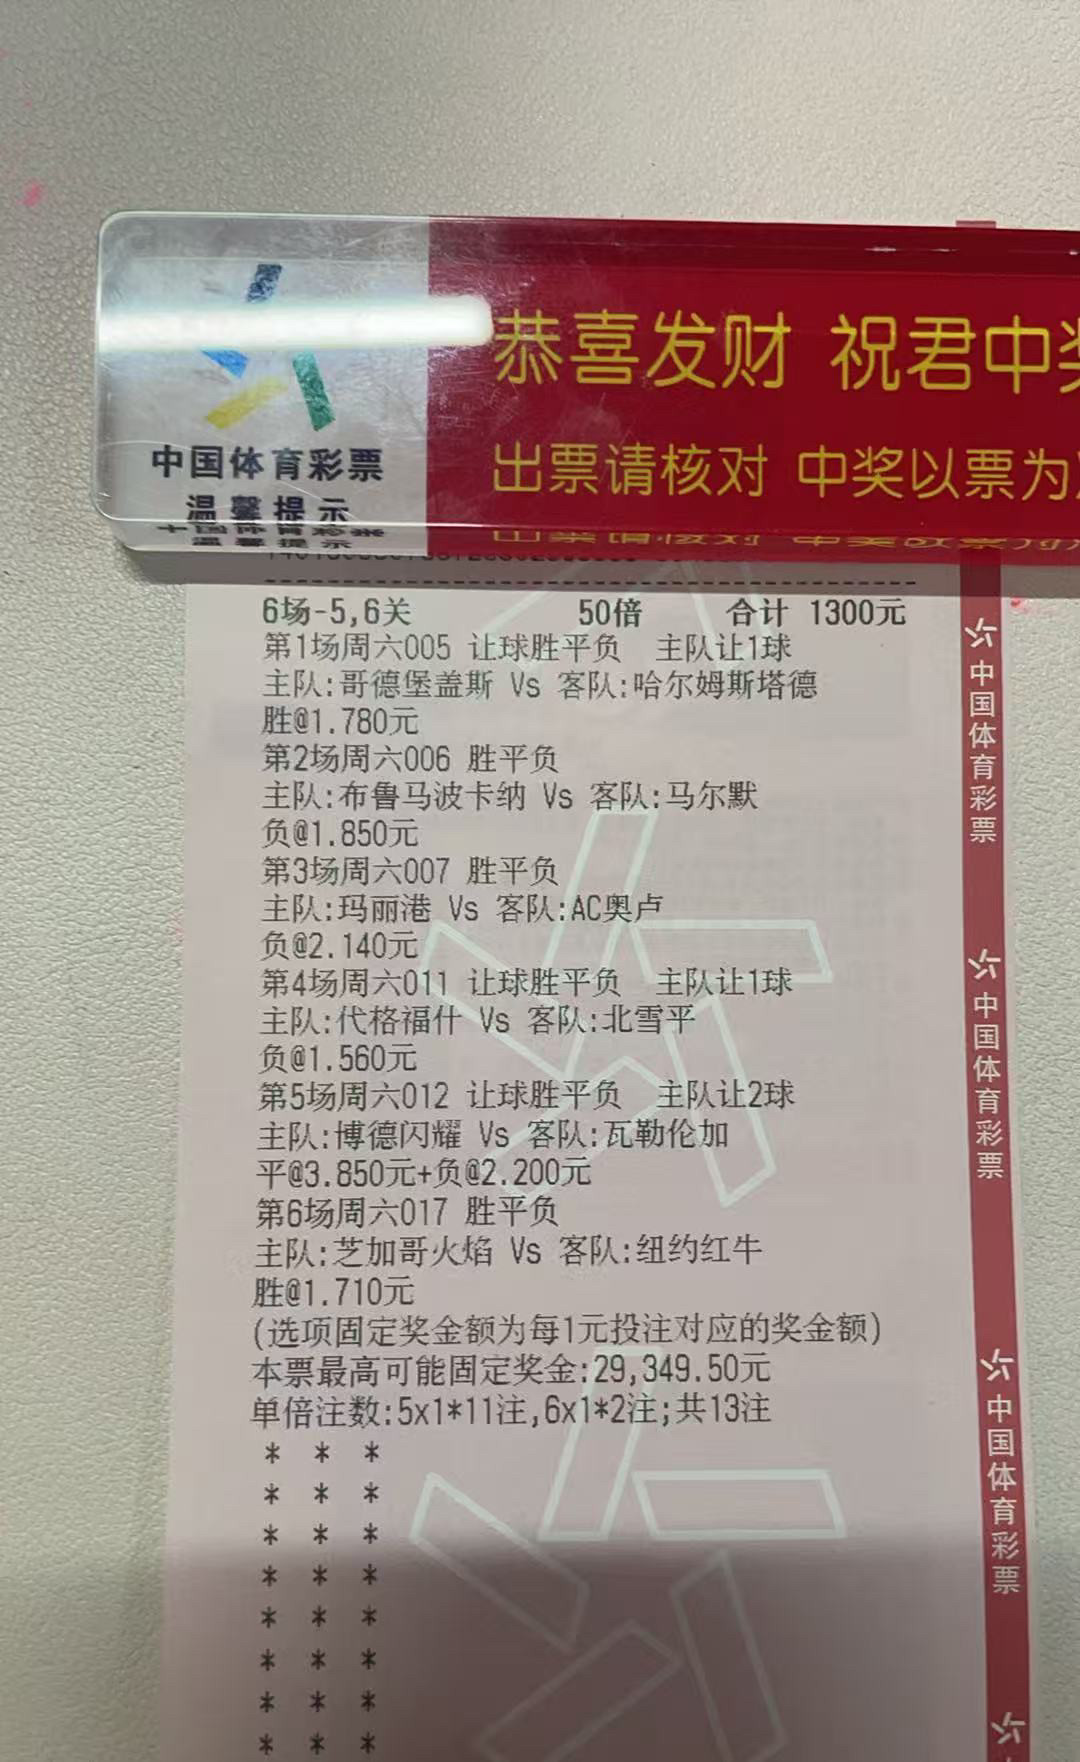 恭喜发财 祝君中
出票请核对 中奖以票为
中国体育彩票
温馨提示
6场-5,6关 50倍 合计 1300元
第1场周六005 让球胜平负 主队让1球
主队:哥德堡盖斯 Vs 客队:哈尔姆斯塔德
胜@1.780元
第2场周六006 胜平负
主队:布鲁马波卡纳 Vs 客队:马尔默
负@1.850元
第3场周六007 胜平负
主队:玛丽港 Vs 客队:AC奥卢
负@2.140元
第4场周六011 让球胜平负 主队让1球
主队:代格福什 Vs 客队:北雪平
负@1.560元
第5场周六012 让球胜平负 主队让2球
主队:博德闪耀 Vs 客队:瓦勒伦加
平@3.850元+负@2.200元
第6场周六017 胜平负
主队:芝加哥火焰 Vs 客队:纽约红牛
胜@1.710元
(选项固定奖金额为每1元投注对应的奖金额)
本票最高可能固定奖金:29,349.50元
单倍注数:5x1*11注,6x1*2注;共13注
* * *
* * *
* * *
* * *
* * *
* * *
* * *
* * *
中国体育彩票
中国体育彩票
中国体育彩票